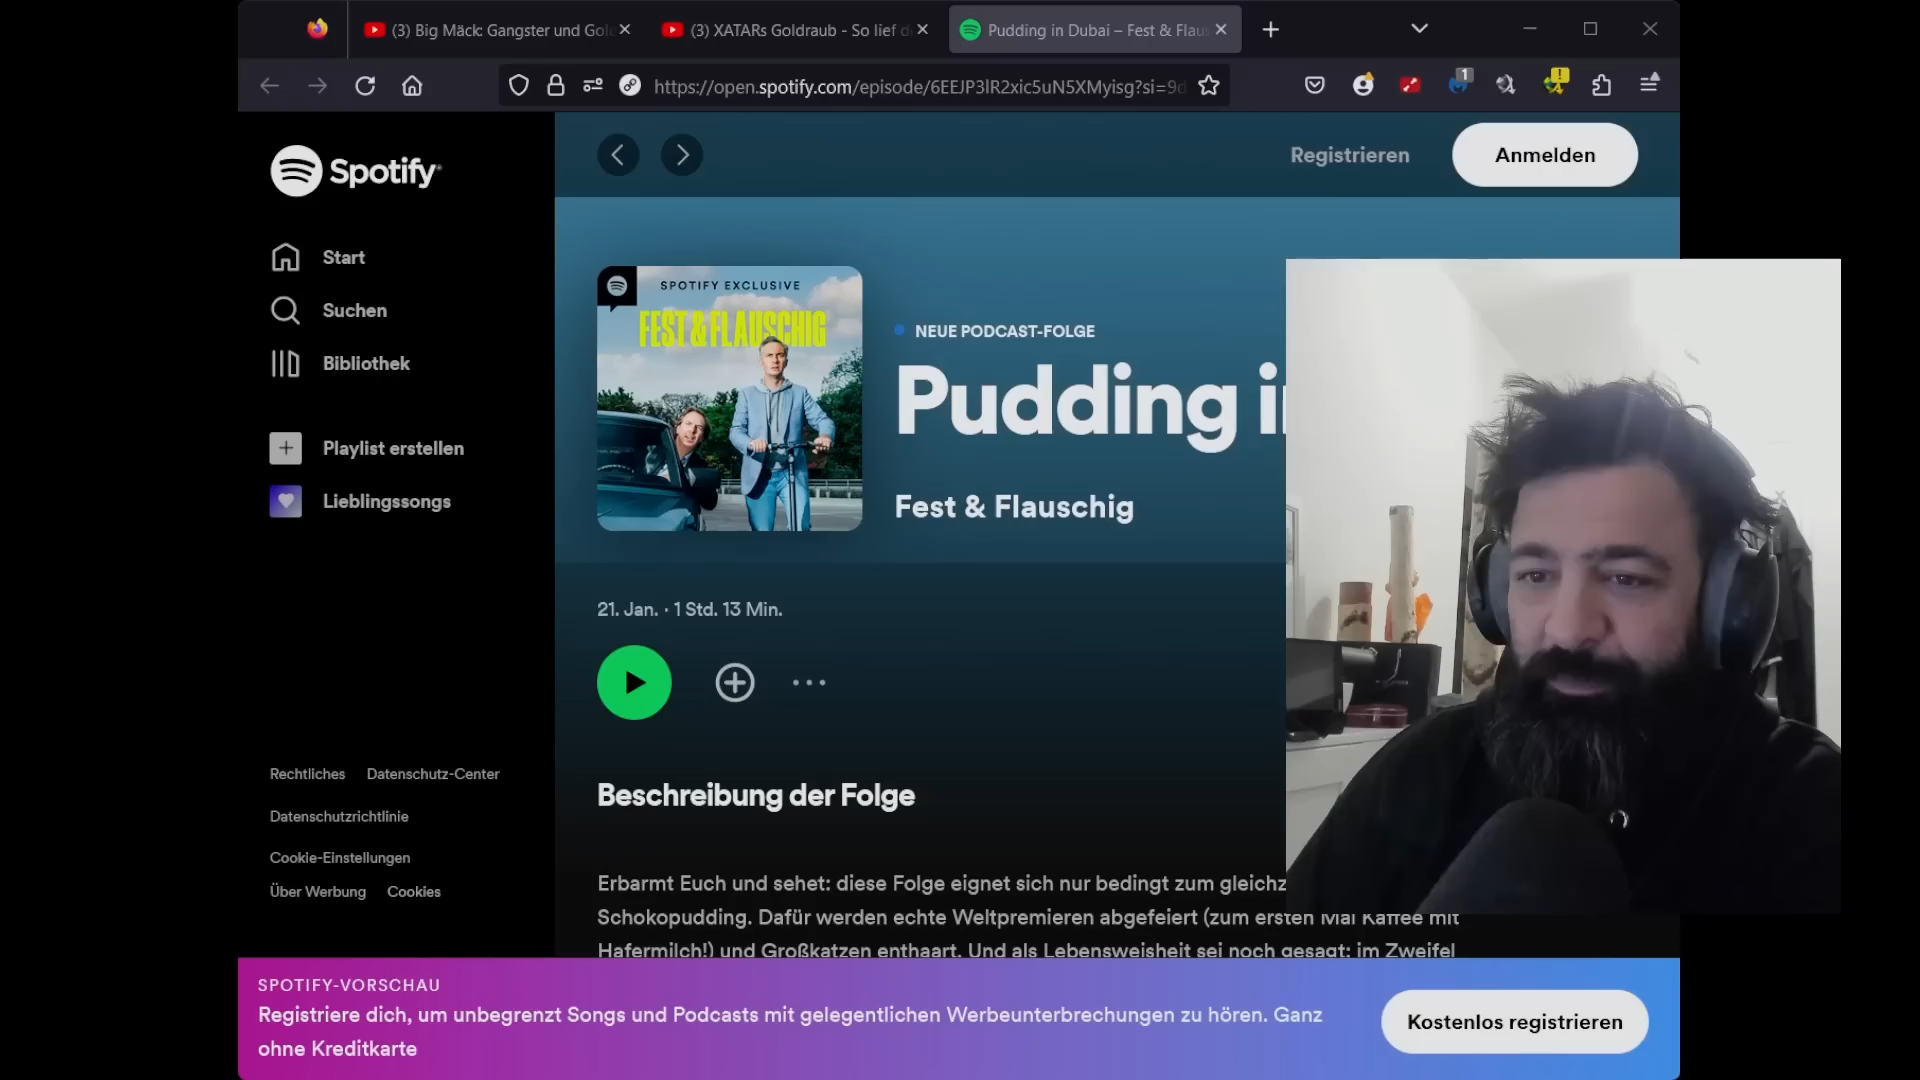 (3) Big Mäck: Gangster und Gol
(3) XATARs Goldraub - So lief d
Pudding in Dubai – Fest & Flaus
https://open.spotify.com/episode/6EEJP3lR2xic5uN5XMyisg?si=9d
1
Spotify
Registrieren
Anmelden
Start
Suchen
Bibliothek
Playlist erstellen
Lieblingssongs
SPOTIFY EXCLUSIVE
FEST & FLAUSCHIG
NEUE PODCAST-FOLGE
Pudding i
Fest & Flauschig
21. Jan. · 1 Std. 13 Min.
Beschreibung der Folge
Erbarmt Euch und sehet: diese Folge eignet sich nur bedingt zum gleichz
Schokopudding. Dafür werden echte Weltpremieren abgefeiert (zum ersten Mal Kaffee mit
Hafermilch!) und Großkatzen enthaart. Und als Lebensweisheit sei noch gesagt: im Zweifel
Rechtliches Datenschutz-Center
Datenschutzrichtlinie
Cookie-Einstellungen
Über Werbung Cookies
SPOTIFY-VORSCHAU
Registriere dich, um unbegrenzt Songs und Podcasts mit gelegentlichen Werbeunterbrechungen zu hören. Ganz
ohne Kreditkarte
Kostenlos registrieren